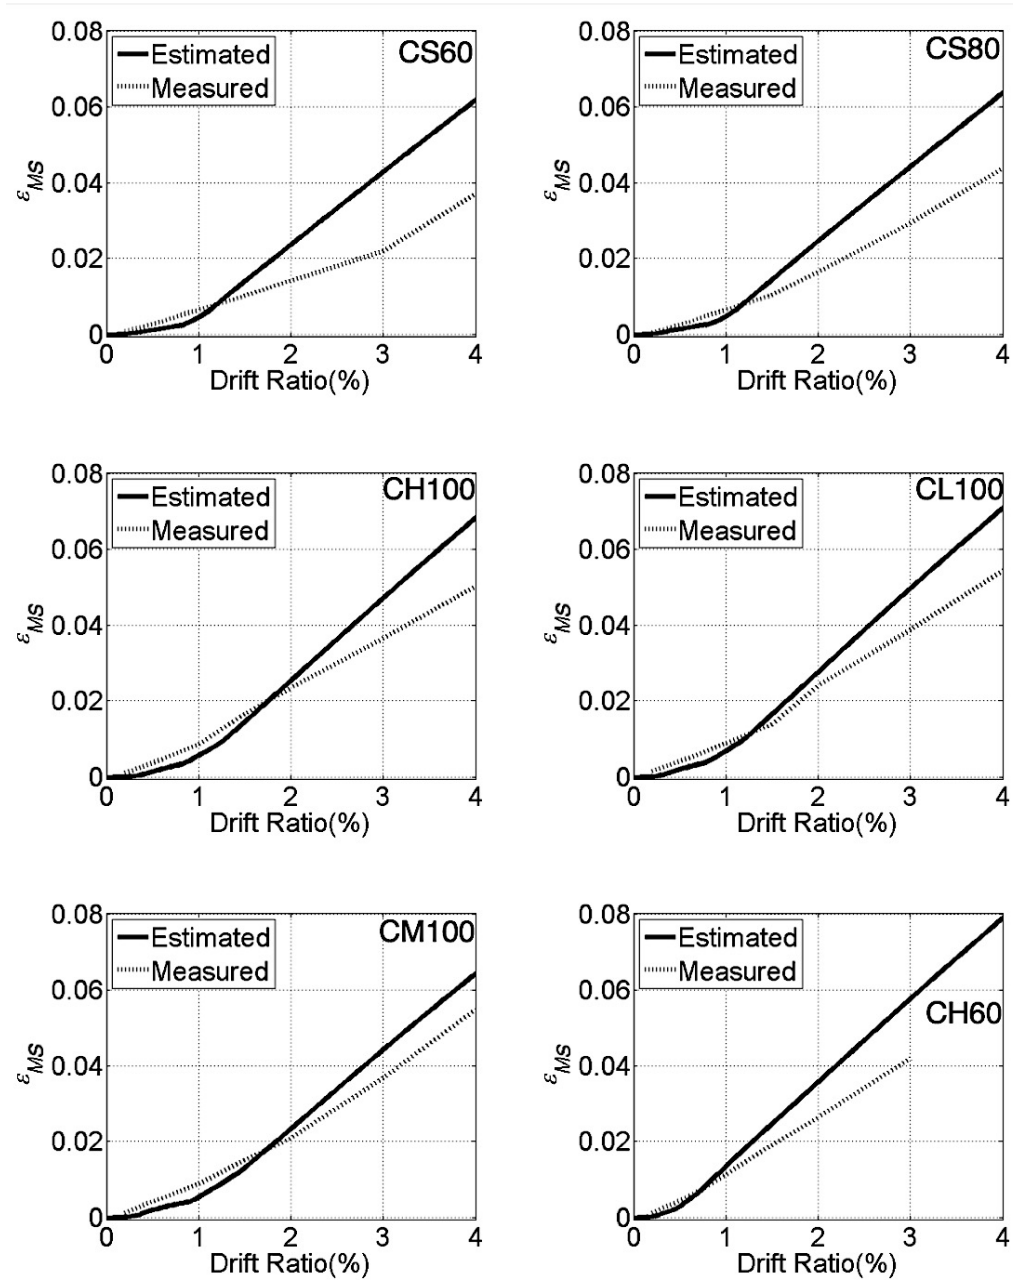 0.08
Estimated
Measured
CS60
0.06
0.04
0.02
0
εMS
0 1 2 3 4
Drift Ratio(%)
0.08
Estimated
Measured
CS80
0.06
0.04
0.02
0
εMS
0 1 2 3 4
Drift Ratio(%)
0.08
Estimated
Measured
CH100
0.06
0.04
0.02
0
εMS
0 1 2 3 4
Drift Ratio(%)
0.08
Estimated
Measured
CL100
0.06
0.04
0.02
0
εMS
0 1 2 3 4
Drift Ratio(%)
0.08
Estimated
Measured
CM100
0.06
0.04
0.02
0
εMS
0 1 2 3 4
Drift Ratio(%)
0.08
Estimated
Measured
0.06
CH60
0.04
0.02
0
εMS
0 1 2 3 4
Drift Ratio(%)